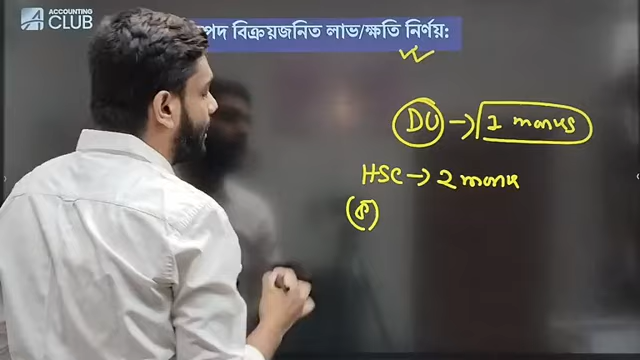 ACCOUNTING
CLUB
পদ বিক্রয়জনিত লাভ/ক্ষতি নির্ণয়:
DU → 1 marks
HSC → 2 marks
(ক)